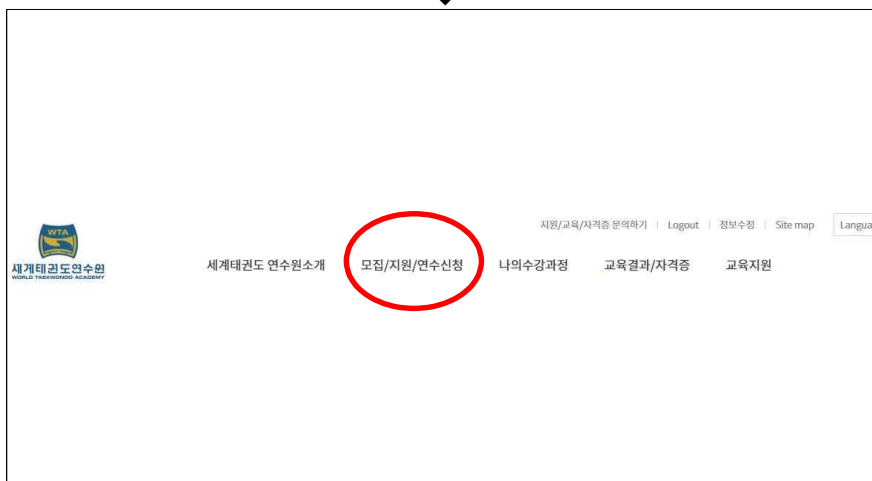 지원/교육/자격증 문의하기 | Logout | 정보수정 | Site map Langua
WTA
세계태권도연수원
WORLD TAEKWONDO ACADEMY
세계태권도 연수원소개 모집/지원/연수신청 나의수강과정 교육결과/자격증 교육지원